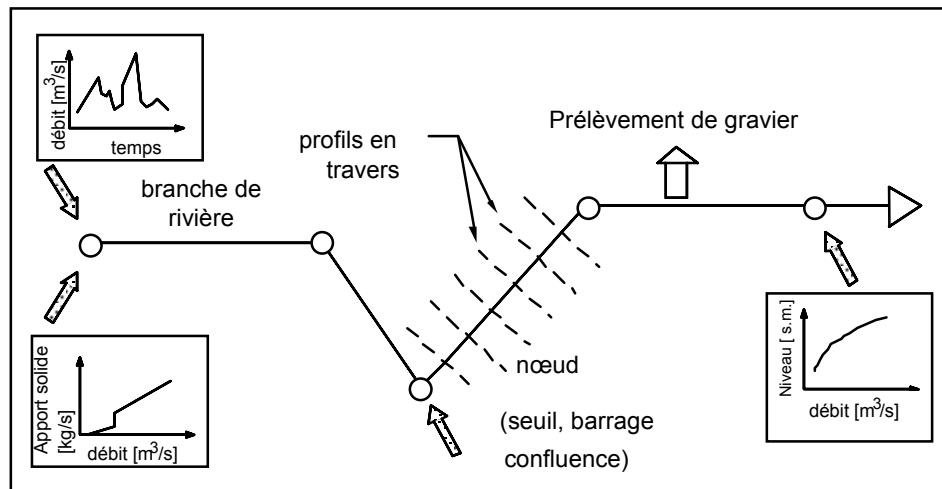 débit [m³/s]
temps
branche de
rivière
profils en
travers
Prélèvement de gravier
Apport solide
[kg/s]
débit [m³/s]
nœud
(seuil, barrage
confluence)
Niveau [ s.m.]
débit [m³/s]